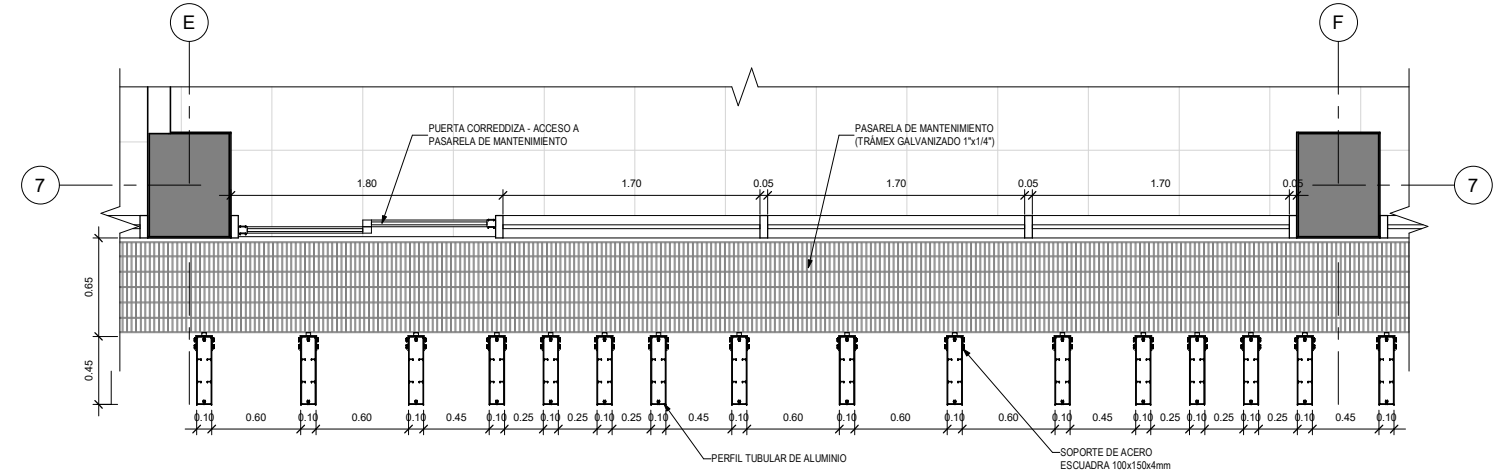 E
F
PUERTA CORREDDIZA - ACCESO A
PASARELA DE MANTENIMIENTO
PASARELA DE MANTENIMIENTO
(TRÁMEX GALVANIZADO 1"x1/4")
7
1.80
1.70
0.05
1.70
0.05
1.70
0.05
7
0.65
0.45
0.10 0.60 0.10 0.60 0.10 0.45 0.10 0.25 0.10 0.25 0.10 0.25 0.10 0.45 0.10 0.60 0.10 0.60 0.10 0.60 0.10 0.45 0.10 0.25 0.10 0.25 0.10 0.25 0.10 0.45 0.10
PERFIL TUBULAR DE ALUMINIO
SOPORTE DE ACERO
ESCUADRA 100x150x4mm